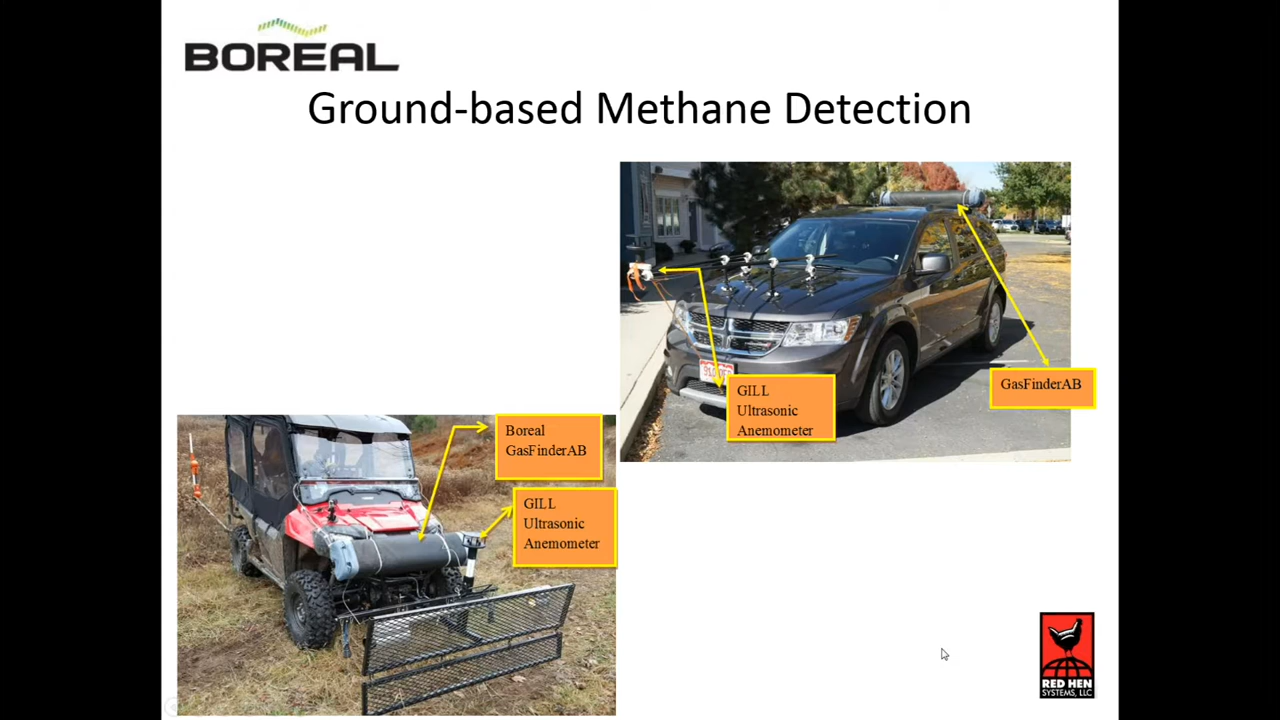 BOREAL
Ground-based Methane Detection
GILL
Ultrasonic
Anemometer
GasFinderAB
Boreal
GasFinderAB
GILL
Ultrasonic
Anemometer
RED HEN
SYSTEMS, LLC